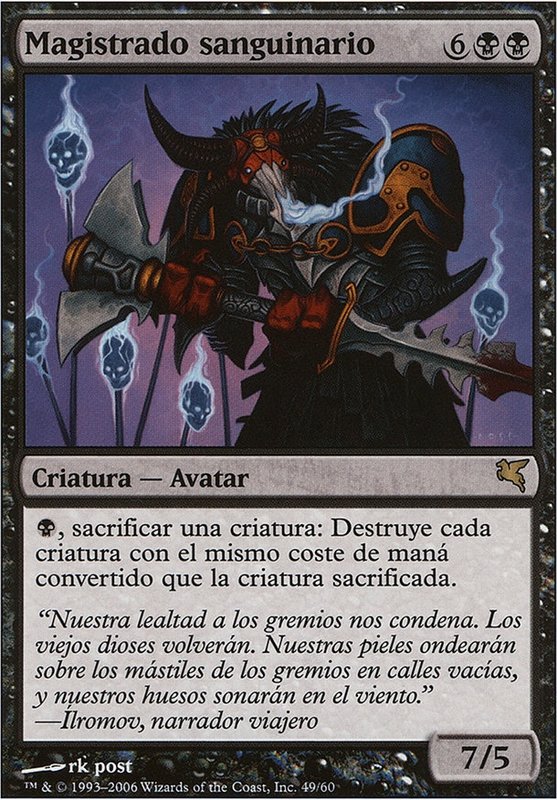 Magistrado sanguinario 6
Criatura — Avatar
, sacrificar una criatura: Destruye cada
criatura con el mismo coste de maná
convertido que la criatura sacrificada.
“Nuestra lealtad a los gremios nos condena. Los
viejos dioses volverán. Nuestras pieles ondearán
sobre los mástiles de los gremios en calles vacías,
y nuestros huesos sonarán en el viento.”
—Ilromov, narrador viajero
rk post
7/5
™ & © 1993–2006 Wizards of the Coast, Inc. 49/60